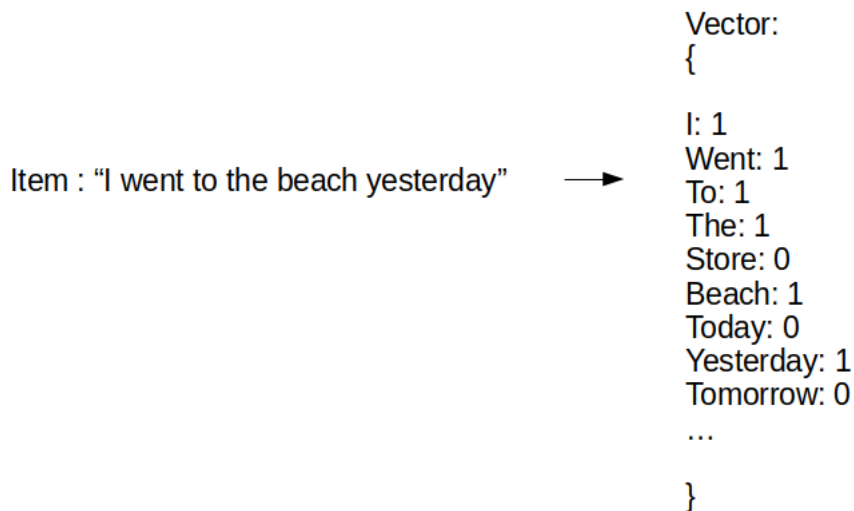 Vector:
{
I: 1
Went: 1
Item : “I went to the beach yesterday”
To: 1
The: 1
Store: 0
Beach: 1
Today: 0
Yesterday: 1
Tomorrow: 0
…
}